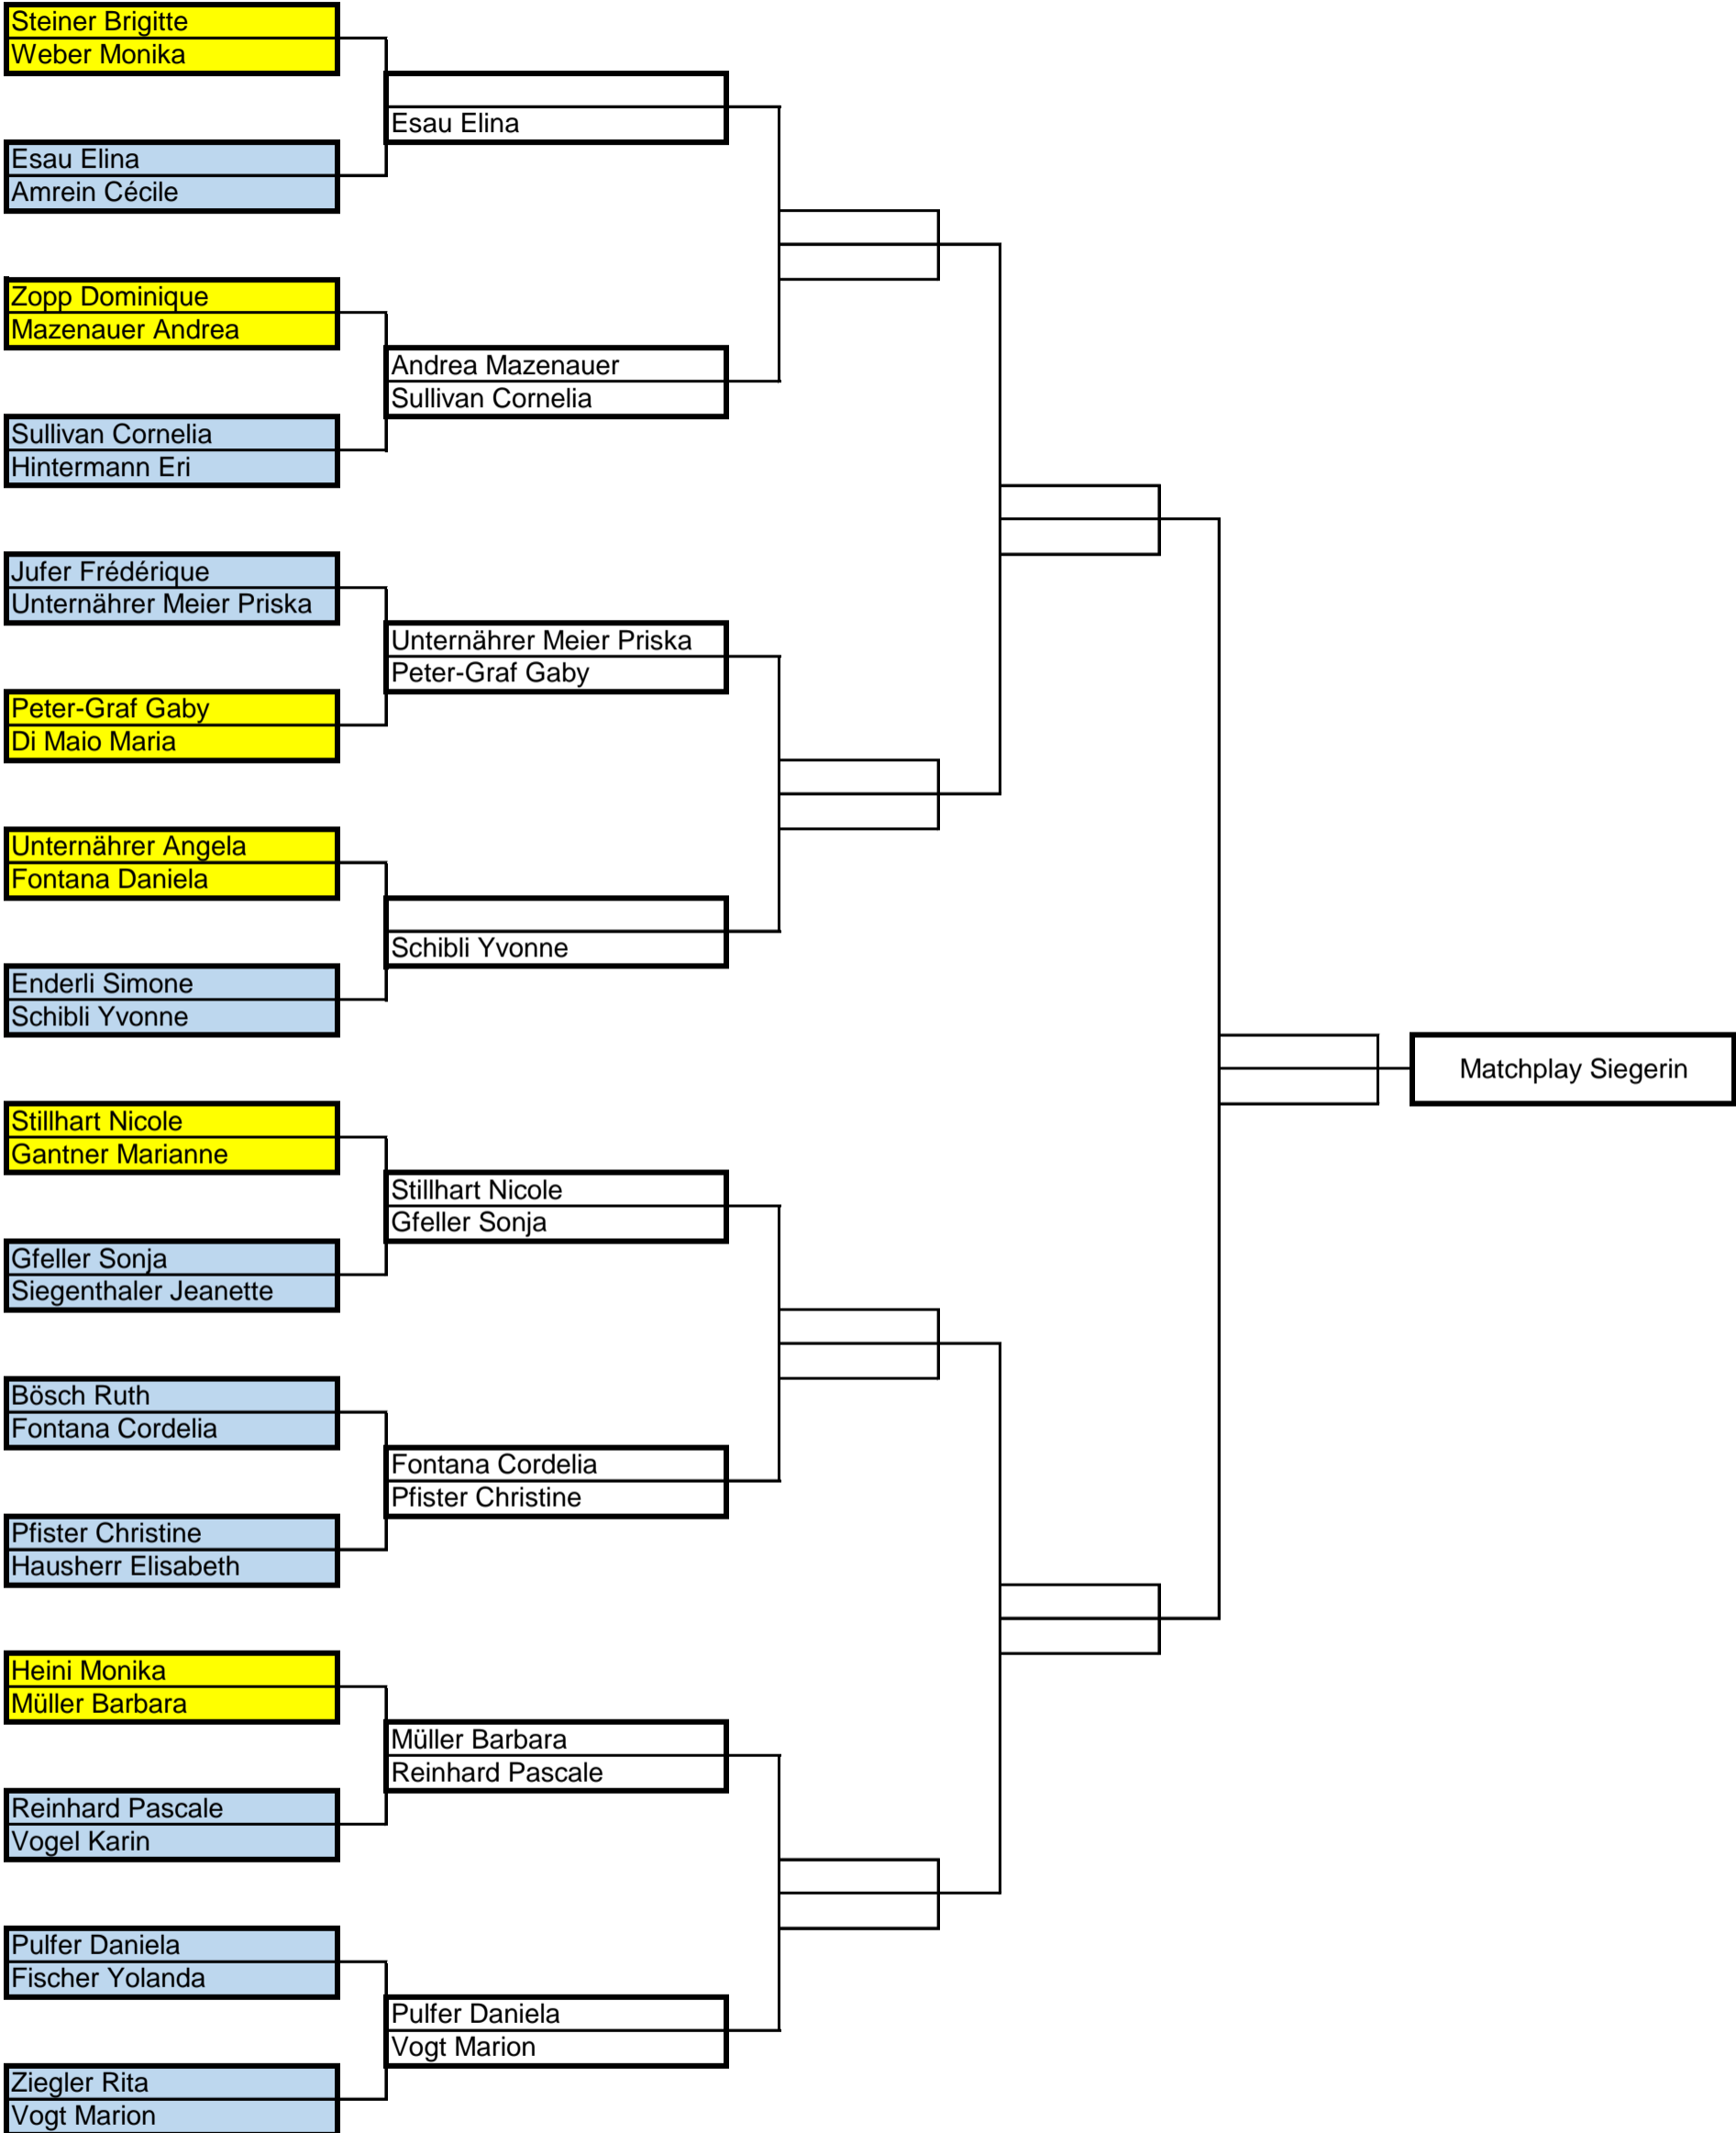 Steiner Brigitte
Weber Monika
Esau Elina
Esau Elina
Amrein Cécile
Zopp Dominique
Mazenauer Andrea
Andrea Mazenauer
Sullivan Cornelia
Sullivan Cornelia
Hintermann Eri
Jufer Frédérique
Unternährer Meier Priska
Unternährer Meier Priska
Peter-Graf Gaby
Peter-Graf Gaby
Di Maio Maria
Unternährer Angela
Fontana Daniela
Schibli Yvonne
Enderli Simone
Schibli Yvonne
Matchplay Siegerin
Stillhart Nicole
Gantner Marianne
Stillhart Nicole
Gfeller Sonja
Gfeller Sonja
Siegenthaler Jeanette
Bösch Ruth
Fontana Cordelia
Fontana Cordelia
Pfister Christine
Pfister Christine
Hausherr Elisabeth
Heini Monika
Müller Barbara
Müller Barbara
Reinhard Pascale
Reinhard Pascale
Vogel Karin
Pulfer Daniela
Fischer Yolanda
Pulfer Daniela
Vogt Marion
Ziegler Rita
Vogt Marion